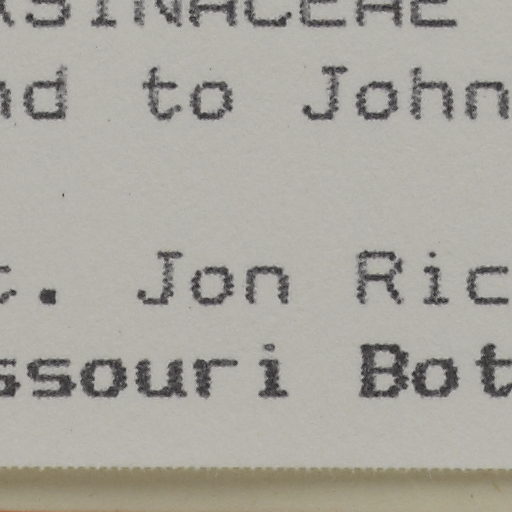 RSINACEAE
nd to John
t. Jon Ric
ssouri Bot